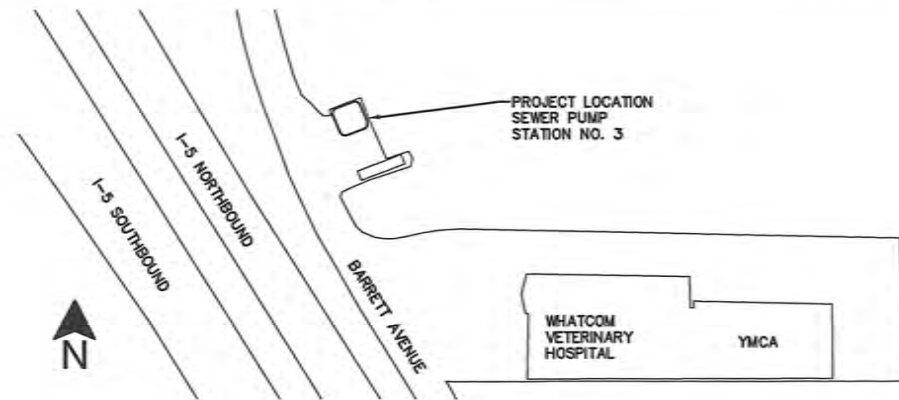 PROJECT LOCATION
SEWER PUMP
STATION NO. 3
I-5 NORTHBOUND
I-5 SOUTHBOUND
BARRETT AVENUE
WHATCOM
VETERINARY
HOSPITAL
YMCA
N